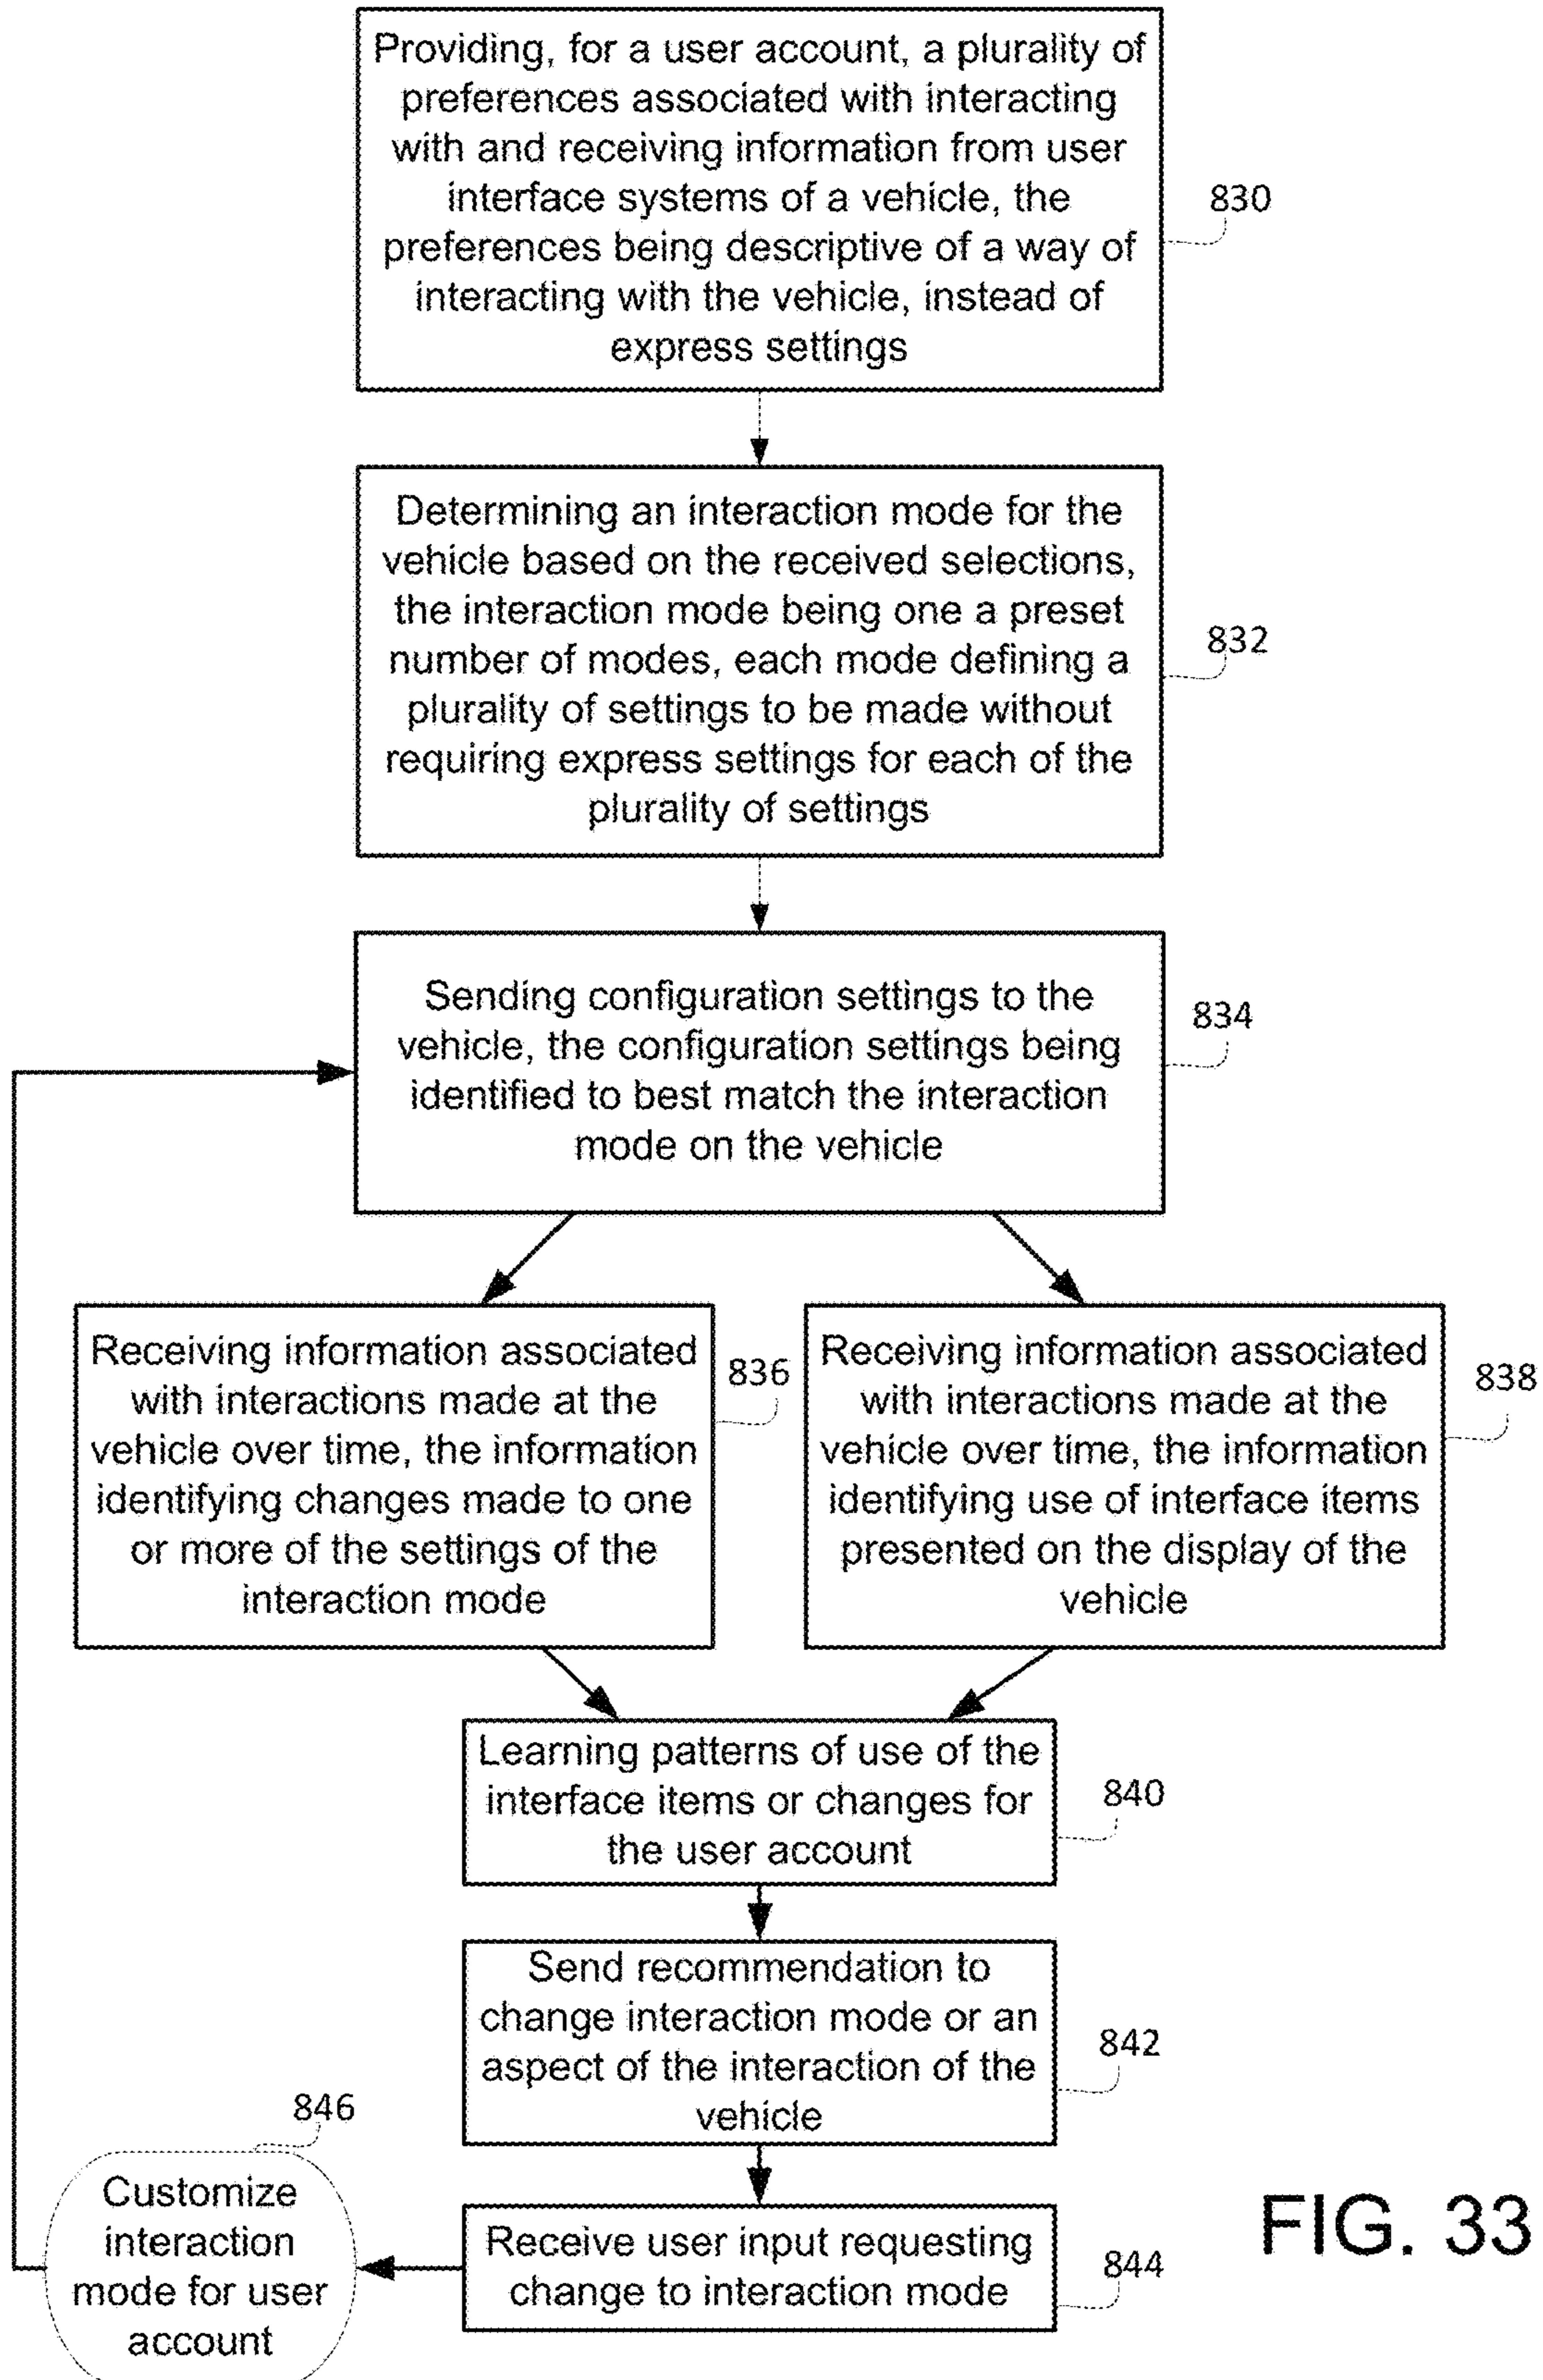 Providing, for a user account, a plurality of
preferences associated with interacting
with and receiving information from user
interface systems of a vehicle, the
preferences being descriptive of a way of
interacting with the vehicle, instead of
express settings
830
Determining an interaction mode for the
vehicle based on the received selections,
the interaction mode being one a preset
number of modes, each mode defining a
plurality of settings to be made without
requiring express settings for each of the
plurality of settings
832
Sending configuration settings to the
vehicle, the configuration settings being
identified to best match the interaction
mode on the vehicle
834
Receiving information associated
with interactions made at the
vehicle over time, the information
identifying changes made to one
or more of the settings of the
interaction mode
836
Receiving information associated
with interactions made at the
vehicle over time, the information
identifying use of interface items
presented on the display of the
vehicle
838
Learning patterns of use of the
interface items or changes for
the user account
840
Send recommendation to
change interaction mode or an
aspect of the interaction of the
vehicle
842
Receive user input requesting
change to interaction mode
844
846
Customize
interaction
mode for user
account
FIG. 33